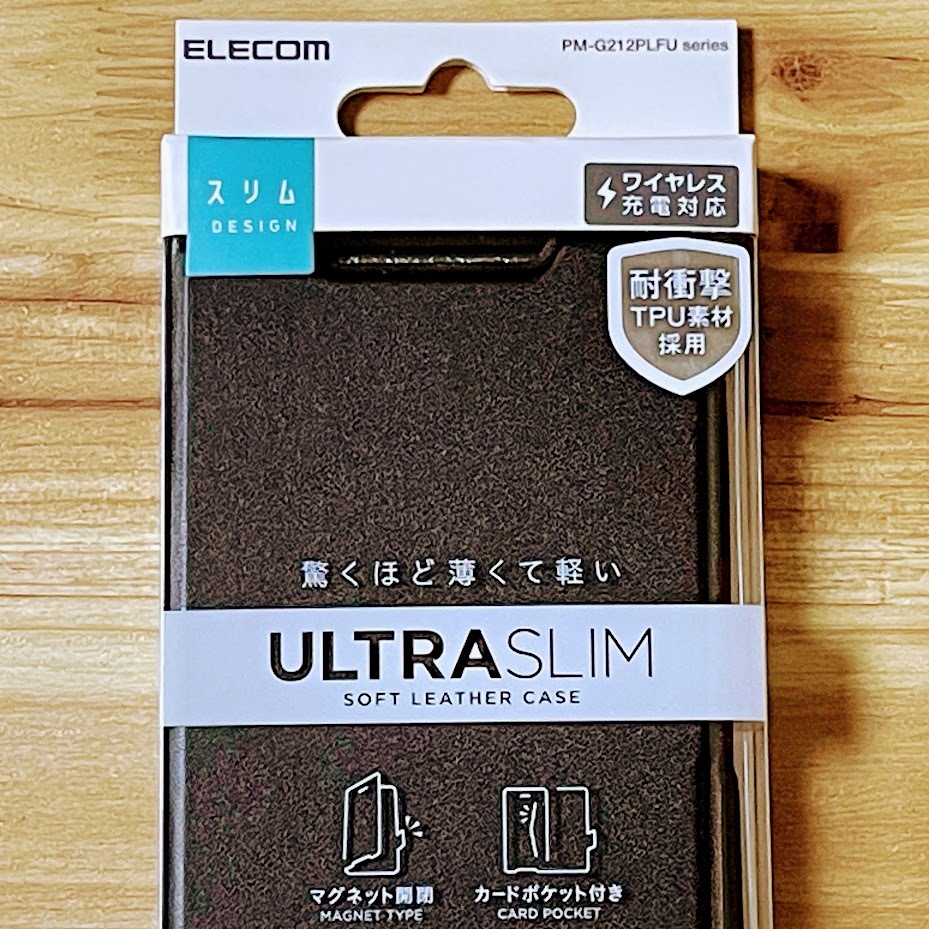 ELECOM
PM-G212PLFU series
スリム
DESIGN
ワイヤレス
充電対応
耐衝撃
TPU素材
採用
驚くほど薄くて軽い
ULTRASLIM
SOFT LEATHER CASE
マグネット開閉
MAGNET TYPE
カードポケット付き
CARD POCKET